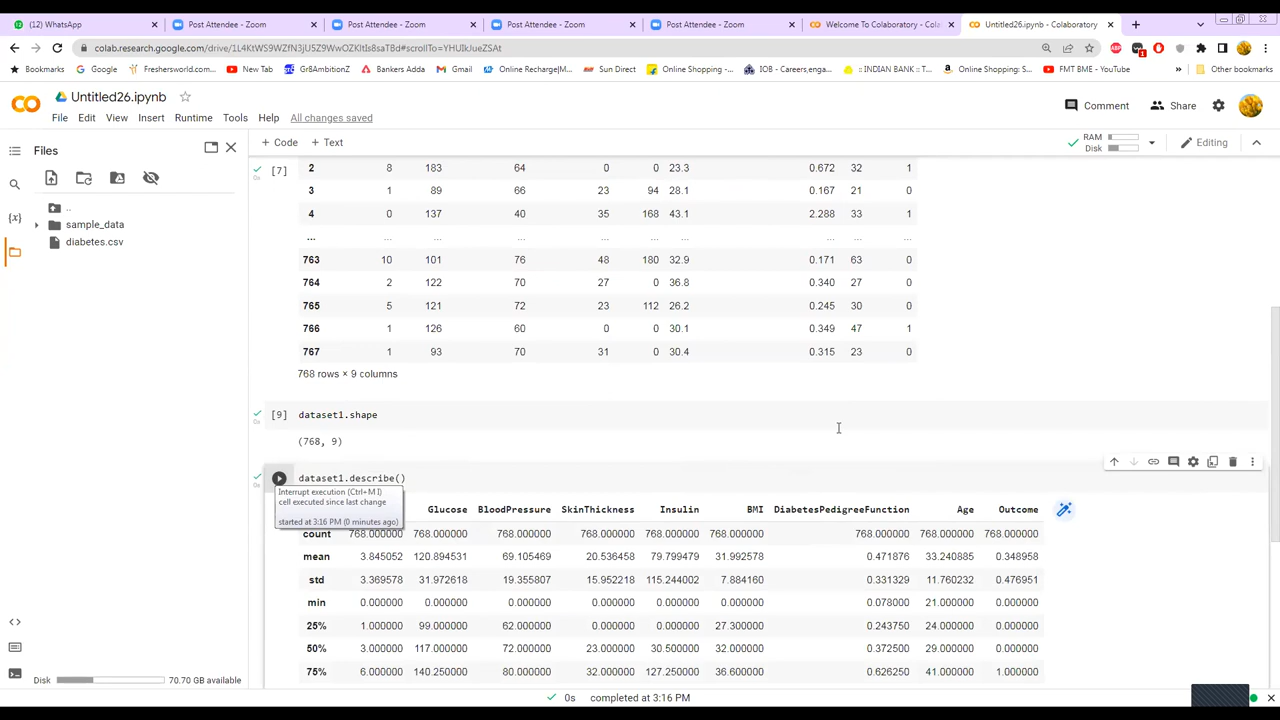 (12) WhatsApp Post Attendee - Zoom Post Attendee - Zoom Post Attendee - Zoom Post Attendee - Zoom Welcome To Colaboratory - Cola Untitled26.ipynb - Colaboratory
colab.research.google.com/drive/1L4KtWS9WZfN3jU5Z9WwOZKltIs8saT8d#scrollTo=YHUIkJueZSAt
Bookmarks Google Freshersworld.com... New Tab Gr8AmbitionZ Bankers Adda Gmail Online Recharge|M... Sun Direct Online Shopping -... IOB - Careers,enga... :: INDIAN BANK :: T... Online Shopping: S... FMT BME - YouTube » Other bookmarks
Untitled26.ipynb
File Edit View Insert Runtime Tools Help All changes saved
Comment Share
Files
+ Code + Text
RAM
Disk
Editing
..
sample_data
diabetes.csv
[7]
2 8 183 64 0 0 23.3 0.672 32 1
3 1 89 66 23 94 28.1 0.167 21 0
4 0 137 40 35 168 43.1 2.288 33 1
... ... ... ... ... ... ... ... ... ...
763 10 101 76 48 180 32.9 0.171 63 0
764 2 122 70 27 0 36.8 0.340 27 0
765 5 121 72 23 112 26.2 0.245 30 0
766 1 126 60 0 0 30.1 0.349 47 1
767 1 93 70 31 0 30.4 0.315 23 0
768 rows × 9 columns
[9] dataset1.shape
0s
(768, 9)
dataset1.describe()
0s
Interrupt execution (Ctrl+M I)
cell executed since last change
started at 3:16 PM (0 minutes ago)
Glucose BloodPressure SkinThickness Insulin BMI DiabetesPedigreeFunction Age Outcome
count 768.000000 768.000000 768.000000 768.000000 768.000000 768.000000 768.000000 768.000000 768.000000
mean 3.845052 120.894531 69.105469 20.536458 79.799479 31.992578 0.471876 33.240885 0.348958
std 3.369578 31.972618 19.355807 15.952218 115.244002 7.884160 0.331329 11.760232 0.476951
min 0.000000 0.000000 0.000000 0.000000 0.000000 0.000000 0.078000 21.000000 0.000000
25% 1.000000 99.000000 62.000000 0.000000 0.000000 27.300000 0.243750 24.000000 0.000000
50% 3.000000 117.000000 72.000000 23.000000 30.500000 32.000000 0.372500 29.000000 0.000000
75% 6.000000 140.250000 80.000000 32.000000 127.250000 36.600000 0.626250 41.000000 1.000000
Disk 70.70 GB available
0s completed at 3:16 PM